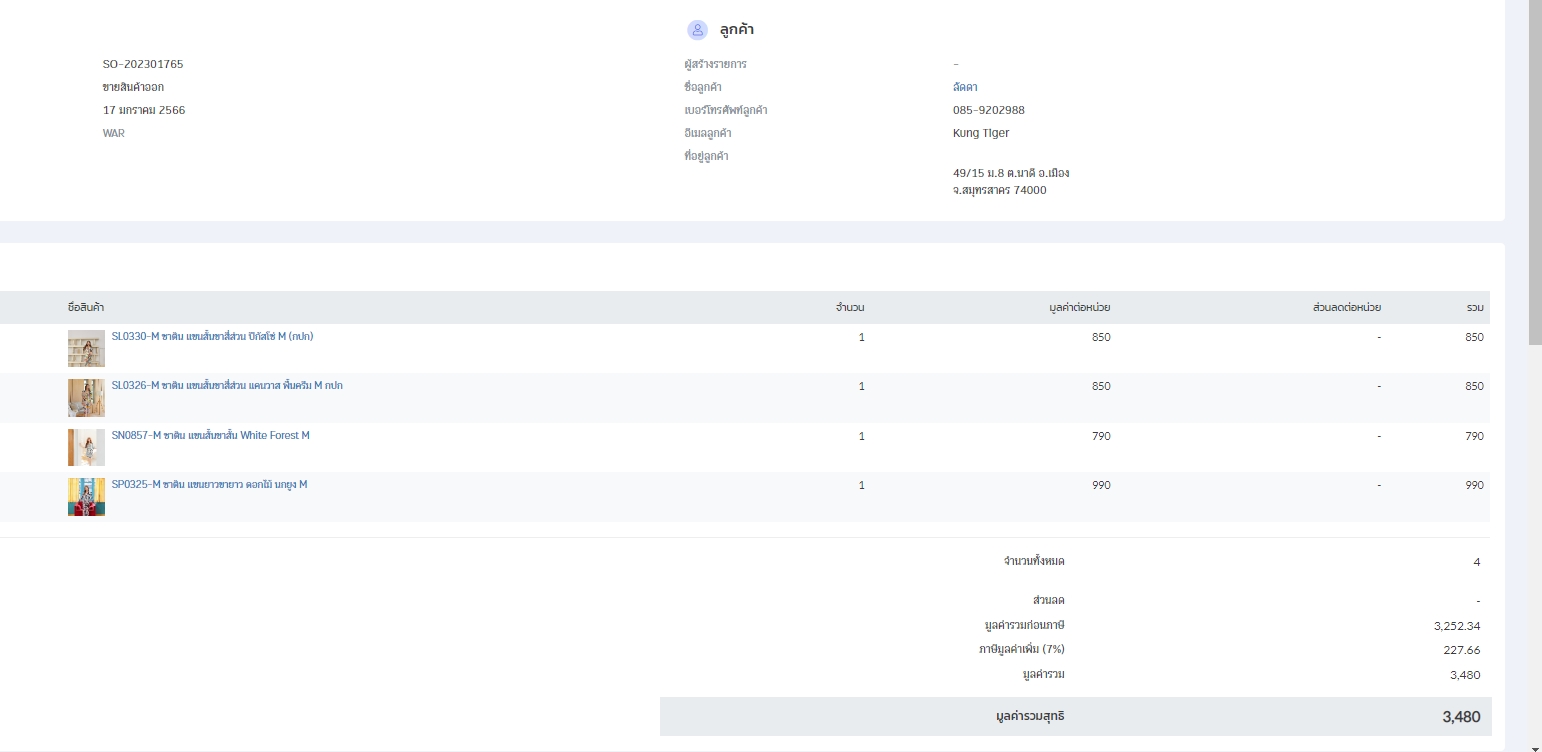 ลูกค้า
SO-202301765
ผู้สร้างรายการ -
ขายสินค้าออก
ชื่อลูกค้า ลัดดา
17 มกราคม 2566
เบอร์โทรศัพท์ลูกค้า 085-9202988
WAR
อีเมลลูกค้า Kung Tiger
ที่อยู่ลูกค้า
49/15 ม.8 ต.นาดี อ.เมือง
จ.สมุทรสาคร 74000
ชื่อสินค้า จำนวน มูลค่าต่อหน่วย ส่วนลดต่อหน่วย รวม
SL0330-M ซาติน แขนสั้นขาสี่ส่วน ปีกัสโซ่ M (กปก) 1 850 - 850
SL0326-M ซาติน แขนสั้นขาสี่ส่วน แคนวาส พื้นครีม M กปก 1 850 - 850
SN0857-M ซาติน แขนสั้นขาสั้น White Forest M 1 790 - 790
SP0325-M ซาติน แขนยาวขายาว ดอกไม้ นกยูง M 1 990 - 990
จำนวนทั้งหมด 4
ส่วนลด -
มูลค่ารวมก่อนภาษี 3,252.34
ภาษีมูลค่าเพิ่ม (7%) 227.66
มูลค่ารวม 3,480
มูลค่ารวมสุทธิ 3,480